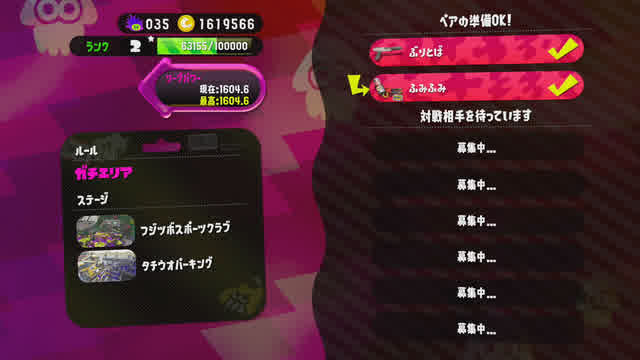 035
1619566
ランク
2
63155/100000
リーグパワー
現在:1604.6
最高:1604.6
ルール
ガチエリア
ステージ
フジツボスポーツクラブ
タチウオパーキング
ペアの準備OK!
ぷりとば
ふみふみ
対戦相手を待っています
募集中...
募集中...
募集中...
募集中...
募集中...
募集中...